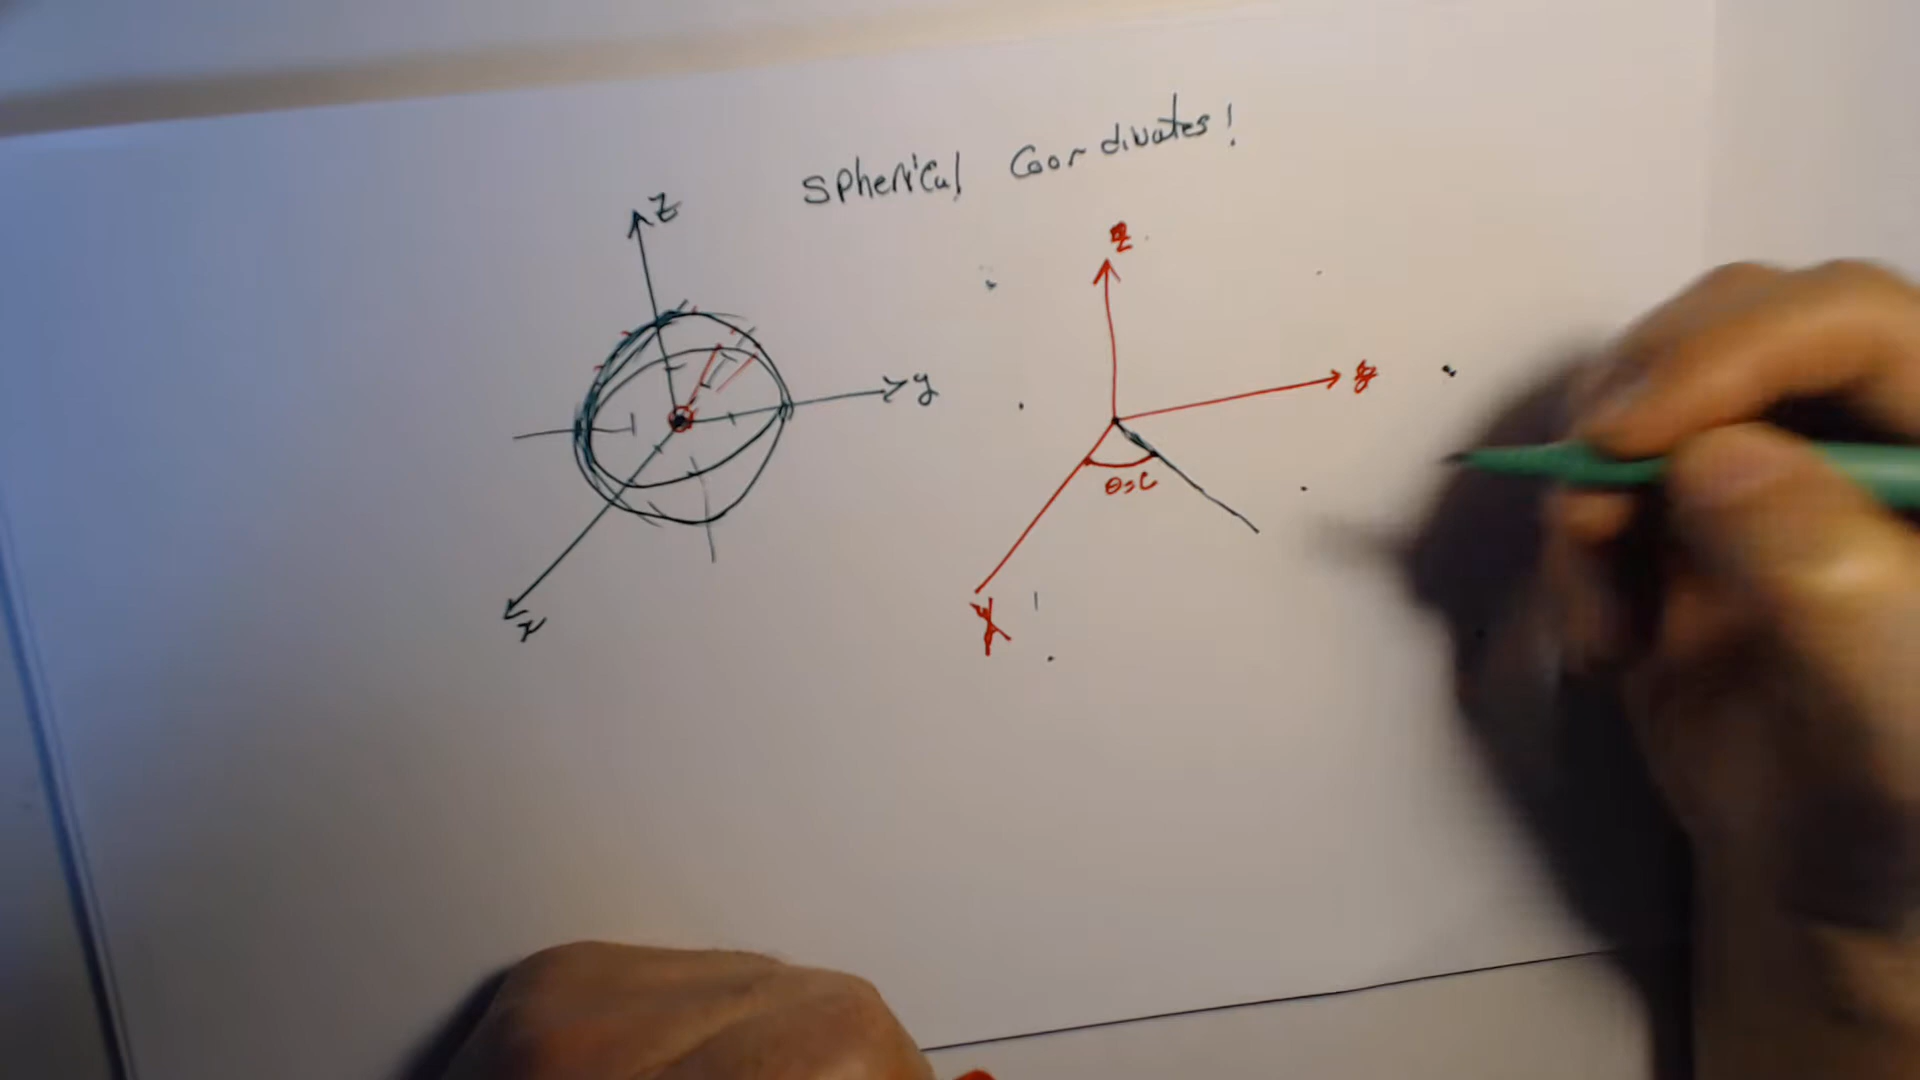 Spherical Coordinates!
z
y
x
z
y
θ=c
x